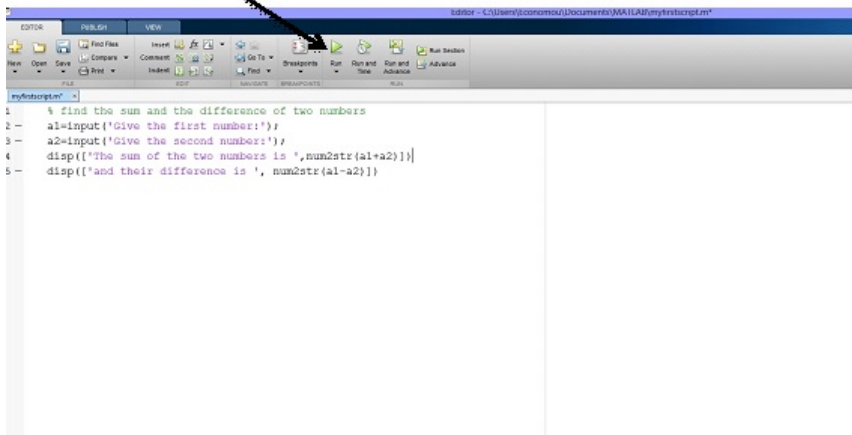 Editor - C:\Users\Economou\Documents\MATLAB\myfirstscript.m*
EDITOR PUBLISH VIEW
New Open Save Find Files Compare Print
Insert Comment Indent fx
Go To Find
Breakpoints Run Run and Time Run and Advance Run Section Advance
FILE EDIT NAVIGATE BREAKPOINTS RUN
myfirstscript.m* ×
1 % find the sum and the difference of two numbers
2 – a1=input('Give the first number:');
3 – a2=input('Give the second number:');
4 disp(['The sum of the two numbers is ',num2str(a1+a2)])
5 – disp(['and their difference is ', num2str(a1-a2)])